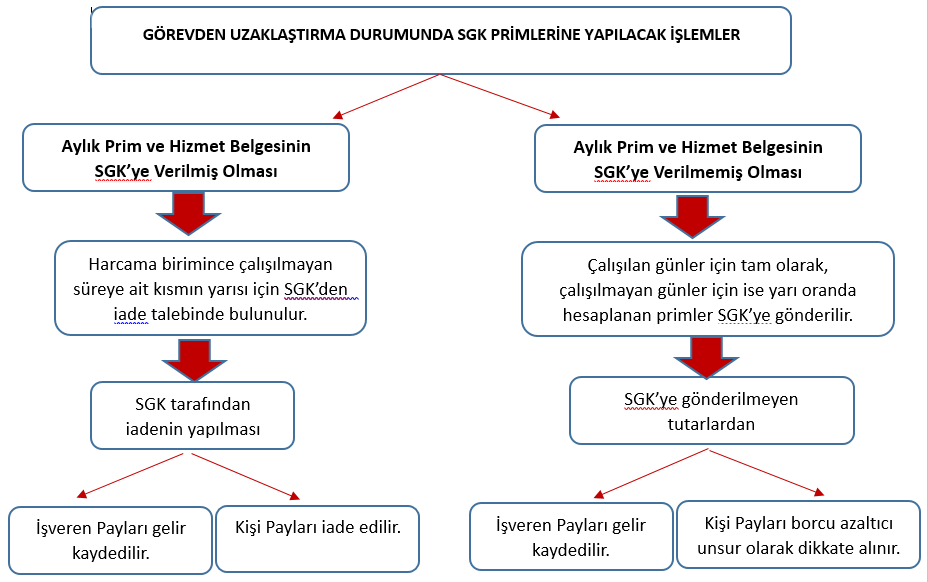 GÖREVDEN UZAKLAŞTIRMA DURUMUNDA SGK PRİMLERİNE YAPILACAK İŞLEMLER
Aylık Prim ve Hizmet Belgesinin
SGK’ye Verilmiş Olması
Harcama birimince çalışılmayan
süreye ait kısmın yarısı için SGK’den
iade talebinde bulunulur.
SGK tarafından
iadenin yapılması
İşveren Payları gelir
kaydedilir.
Kişi Payları iade edilir.
Aylık Prim ve Hizmet Belgesinin
SGK’ye Verilmemiş Olması
Çalışılan günler için tam olarak,
çalışılmayan günler için ise yarı oranda
hesaplanan primler SGK’ye gönderilir.
SGK’ye gönderilmeyen
tutarlardan
İşveren Payları gelir
kaydedilir.
Kişi Payları borcu azaltıcı
unsur olarak dikkate alınır.